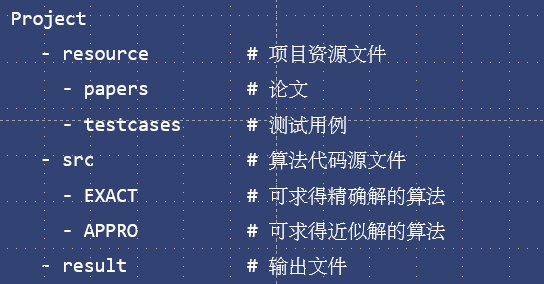 Project
- resource # 项目资源文件
- papers # 论文
- testcases # 测试用例
- src # 算法代码源文件
- EXACT # 可求得精确解的算法
- APPRO # 可求得近似解的算法
- result # 输出文件